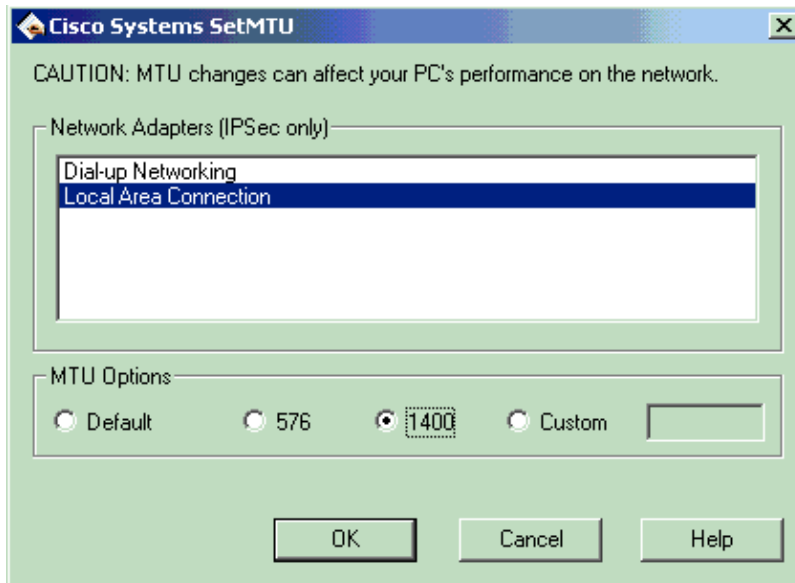 Cisco Systems SetMTU
CAUTION: MTU changes can affect your PC's performance on the network.
Network Adapters (IPSec only)
Dial-up Networking
Local Area Connection
MTU Options
Default 576 1400 Custom
OK Cancel Help